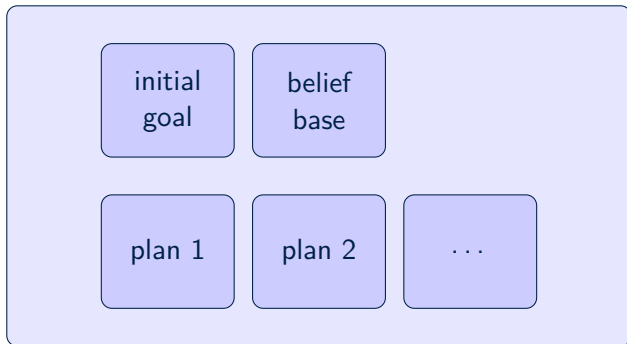 initial
goal
belief
base
plan 1
plan 2
...